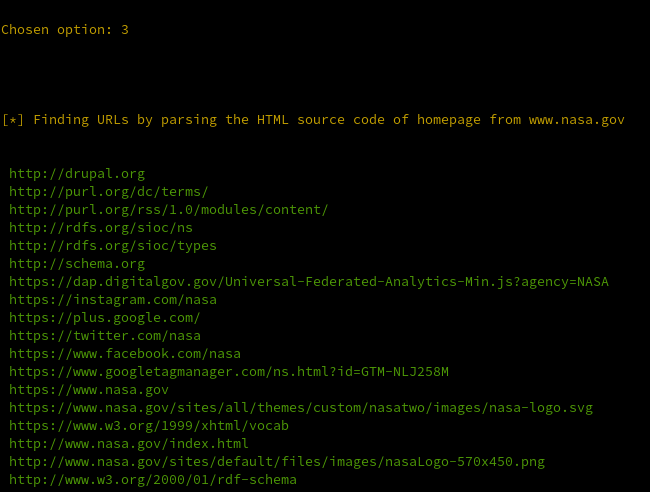 Chosen option: 3
[*] Finding URLs by parsing the HTML source code of homepage from www.nasa.gov
http://drupal.org
http://purl.org/dc/terms/
http://purl.org/rss/1.0/modules/content/
http://rdfs.org/sioc/ns
http://rdfs.org/sioc/types
http://schema.org
https://dap.digitalgov.gov/Universal-Federated-Analytics-Min.js?agency=NASA
https://instagram.com/nasa
https://plus.google.com/
https://twitter.com/nasa
https://www.facebook.com/nasa
https://www.googletagmanager.com/ns.html?id=GTM-NLJ258M
https://www.nasa.gov
https://www.nasa.gov/sites/all/themes/custom/nasatwo/images/nasa-logo.svg
https://www.w3.org/1999/xhtml/vocab
http://www.nasa.gov/index.html
http://www.nasa.gov/sites/default/files/images/nasaLogo-570x450.png
http://www.w3.org/2000/01/rdf-schema